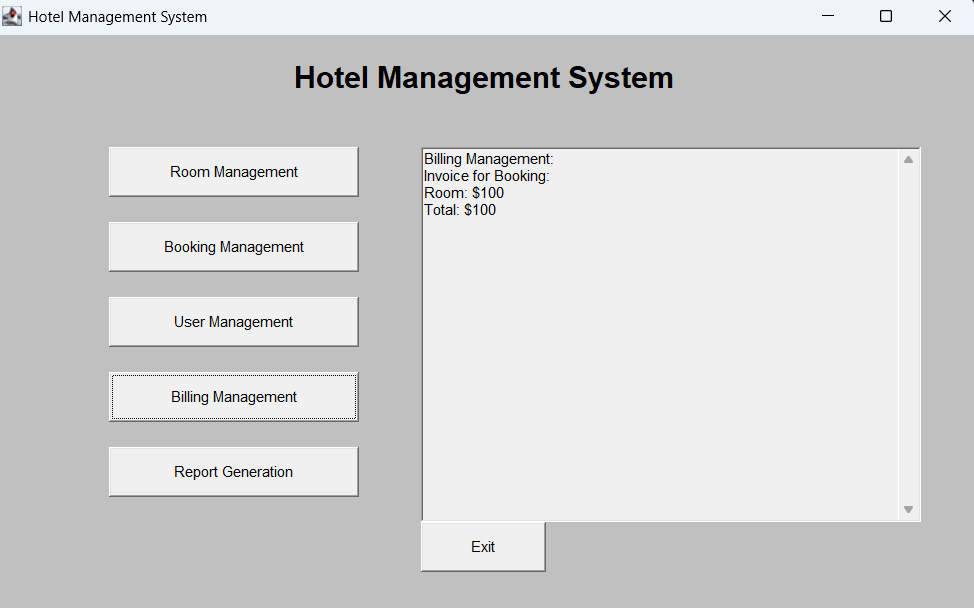 Hotel Management System
Hotel Management System
Room Management
Booking Management
User Management
Billing Management
Report Generation
Billing Management:
Invoice for Booking:
Room: $100
Total: $100
Exit